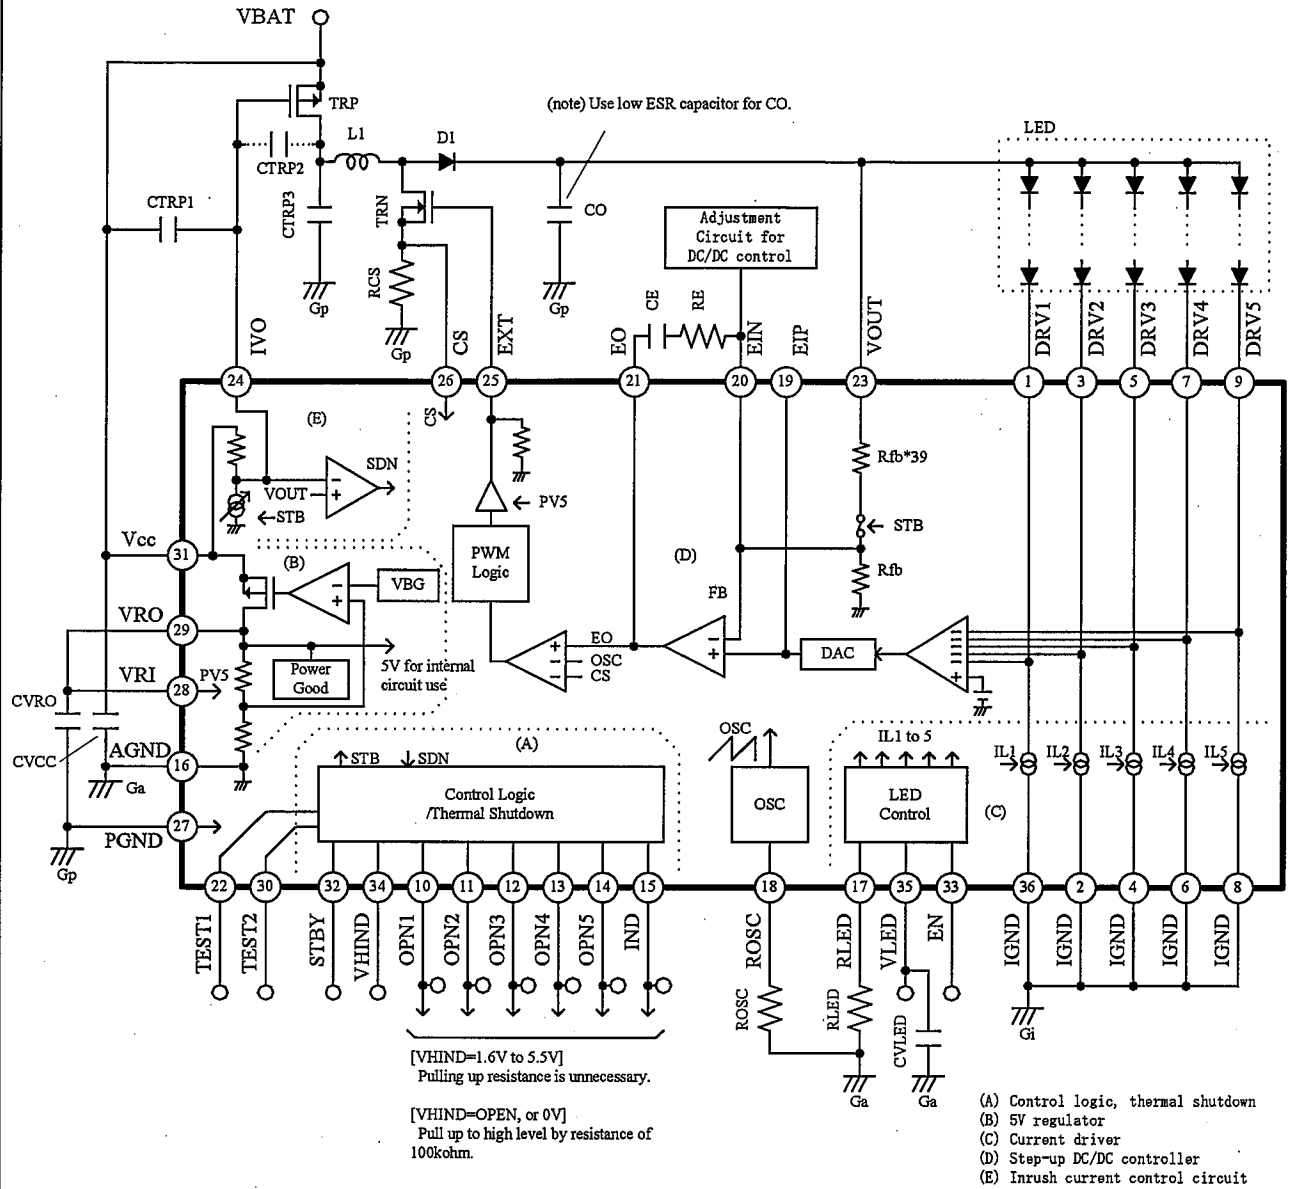 VBAT
TRP
(note) Use low ESR capacitor for CO.
L1
D1
LED
CTRP2
CTRP1
CTRP3
TRN
CO
Adjustment
Circuit for
DC/DC control
RCS
CE
RE
Gp
Gp
Gp
IVO
CS
EXT
EO
EIN
EIP
VOUT
DRV1
DRV2
DRV3
DRV4
DRV5
24
26
25
21
20
19
23
1
3
5
7
9
(E)
CS
SDN
VOUT
STB
PV5
Rfb*39
STB
Vcc
31
(B)
VBG
PWM
Logic
(D)
Rfb
FB
VRO
29
EO
OSC
CS
DAC
Power
Good
5V for internal
circuit use
VRI
28
PV5
CVRO
CVCC
AGND
16
Ga
(A)
STB
SDN
OSC
IL1 to 5
IL1
IL2
IL3
IL4
IL5
Control Logic
/Thermal Shutdown
OSC
LED
Control
(C)
27
PGND
Gp
22
30
32
34
10
11
12
13
14
15
18
17
35
33
36
2
4
6
8
TEST1
TEST2
STBY
VHIND
OPN1
OPN2
OPN3
OPN4
OPN5
IND
ROSC
RLED
VLED
EN
IGND
IGND
IGND
IGND
IGND
ROSC
RLED
CVLED
Gi
Ga
Ga
[VHIND=1.6V to 5.5V]
Pulling up resistance is unnecessary.
[VHIND=OPEN, or 0V]
Pull up to high level by resistance of
100kohm.
(A) Control logic, thermal shutdown
(B) 5V regulator
(C) Current driver
(D) Step-up DC/DC controller
(E) Inrush current control circuit